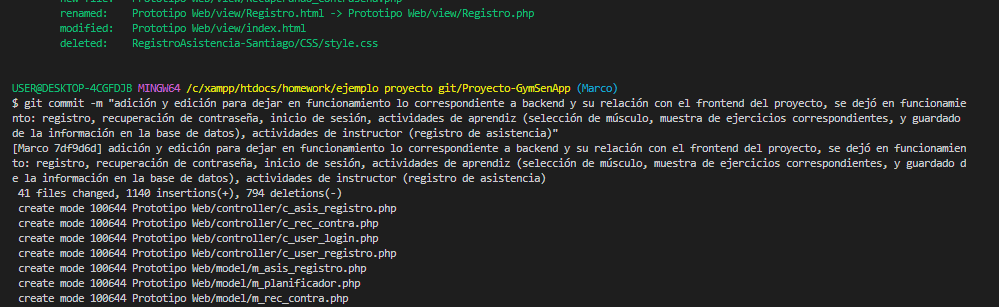 new file:   Prototipo Web/view/Recuperando_contraseña.php
renamed:    Prototipo Web/view/Registro.html -> Prototipo Web/view/Registro.php
modified:   Prototipo Web/view/index.html
deleted:    RegistroAsistencia-Santiago/CSS/style.css
USER@DESKTOP-4CGFDJB MINGW64 /c/xampp/htdocs/homework/ejemplo proyecto git/Proyecto-GymSenApp (Marco)
$ git commit -m "adición y edición para dejar en funcionamiento lo correspondiente a backend y su relación con el frontend del proyecto, se dejó en funcionamie
nto: registro, recuperación de contraseña, inicio de sesión, actividades de aprendiz (selección de músculo, muestra de ejercicios correspondientes, y guardado
de la información en la base de datos), actividades de instructor (registro de asistencia)"
[Marco 7df9d6d] adición y edición para dejar en funcionamiento lo correspondiente a backend y su relación con el frontend del proyecto, se dejó en funcionamien
to: registro, recuperación de contraseña, inicio de sesión, actividades de aprendiz (selección de músculo, muestra de ejercicios correspondientes, y guardado d
e la información en la base de datos), actividades de instructor (registro de asistencia)
41 files changed, 1140 insertions(+), 794 deletions(-)
create mode 100644 Prototipo Web/controller/c_asis_registro.php
create mode 100644 Prototipo Web/controller/c_rec_contra.php
create mode 100644 Prototipo Web/controller/c_user_login.php
create mode 100644 Prototipo Web/controller/c_user_registro.php
create mode 100644 Prototipo Web/model/m_asis_registro.php
create mode 100644 Prototipo Web/model/m_planificador.php
create mode 100644 Prototipo Web/model/m_rec_contra.php